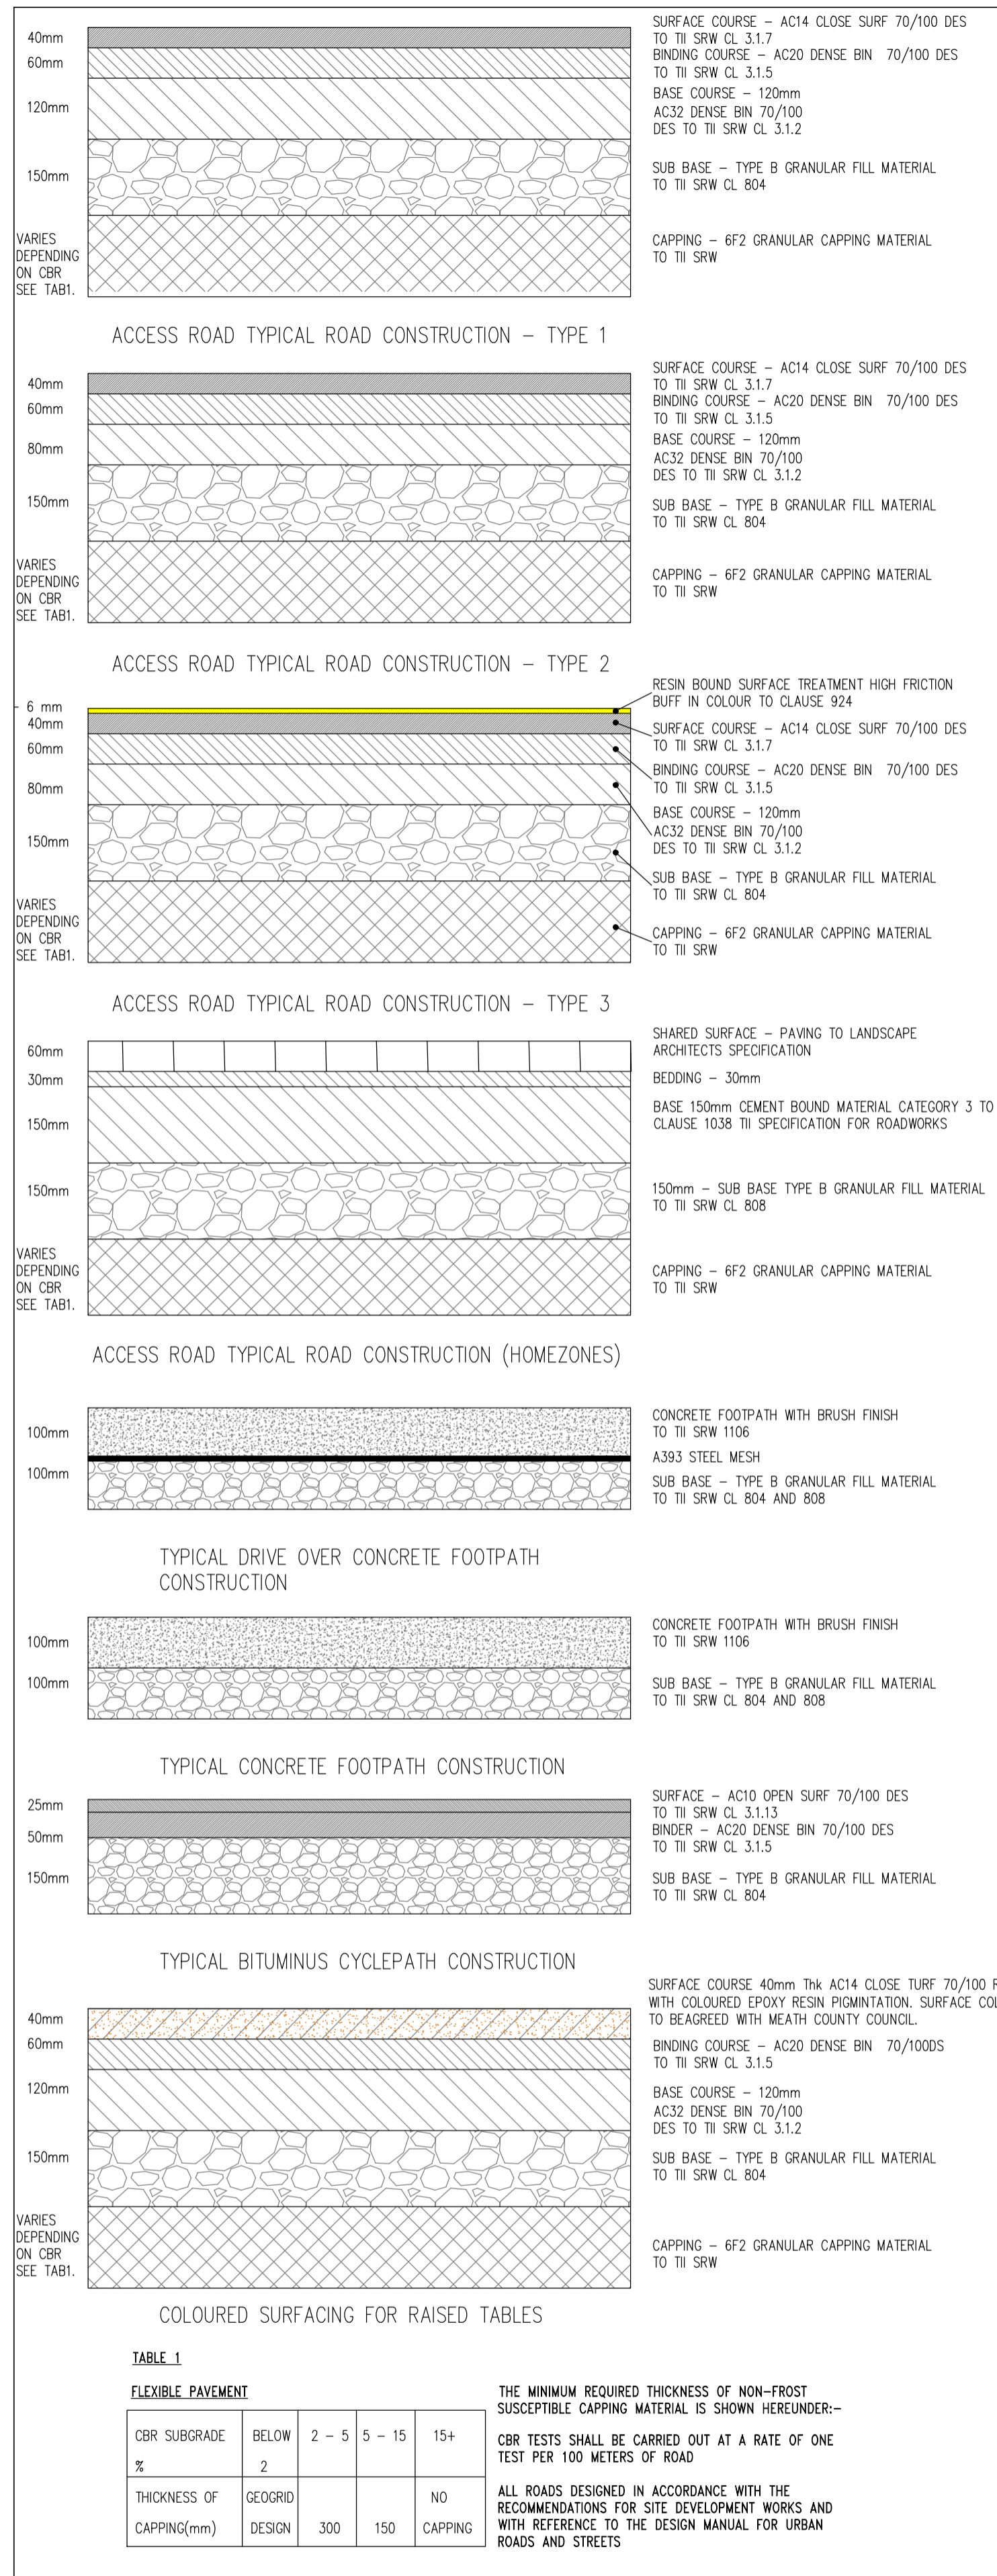 40mm
60mm
120mm
150mm
VARIES
DEPENDING
ON CBR
SEE TAB1.
SURFACE COURSE – AC14 CLOSE SURF 70/100 DES
TO TII SRW CL 3.1.7
BINDING COURSE – AC20 DENSE BIN 70/100 DES
TO TII SRW CL 3.1.5
BASE COURSE – 120mm
AC32 DENSE BIN 70/100
DES TO TII SRW CL 3.1.2
SUB BASE – TYPE B GRANULAR FILL MATERIAL
TO TII SRW CL 804
CAPPING – 6F2 GRANULAR CAPPING MATERIAL
TO TII SRW
ACCESS ROAD TYPICAL ROAD CONSTRUCTION – TYPE 1
40mm
60mm
80mm
150mm
VARIES
DEPENDING
ON CBR
SEE TAB1.
SURFACE COURSE – AC14 CLOSE SURF 70/100 DES
TO TII SRW CL 3.1.7
BINDING COURSE – AC20 DENSE BIN 70/100 DES
TO TII SRW CL 3.1.5
BASE COURSE – 120mm
AC32 DENSE BIN 70/100
DES TO TII SRW CL 3.1.2
SUB BASE – TYPE B GRANULAR FILL MATERIAL
TO TII SRW CL 804
CAPPING – 6F2 GRANULAR CAPPING MATERIAL
TO TII SRW
ACCESS ROAD TYPICAL ROAD CONSTRUCTION – TYPE 2
6 mm
40mm
60mm
80mm
150mm
VARIES
DEPENDING
ON CBR
SEE TAB1.
RESIN BOUND SURFACE TREATMENT HIGH FRICTION
BUFF IN COLOUR TO CLAUSE 924
SURFACE COURSE – AC14 CLOSE SURF 70/100 DES
TO TII SRW CL 3.1.7
BINDING COURSE – AC20 DENSE BIN 70/100 DES
TO TII SRW CL 3.1.5
BASE COURSE – 120mm
AC32 DENSE BIN 70/100
DES TO TII SRW CL 3.1.2
SUB BASE – TYPE B GRANULAR FILL MATERIAL
TO TII SRW CL 804
CAPPING – 6F2 GRANULAR CAPPING MATERIAL
TO TII SRW
ACCESS ROAD TYPICAL ROAD CONSTRUCTION – TYPE 3
60mm
30mm
150mm
150mm
VARIES
DEPENDING
ON CBR
SEE TAB1.
SHARED SURFACE – PAVING TO LANDSCAPE
ARCHITECTS SPECIFICATION
BEDDING – 30mm
BASE 150mm CEMENT BOUND MATERIAL CATEGORY 3 TO
CLAUSE 1038 TII SPECIFICATION FOR ROADWORKS
150mm – SUB BASE TYPE B GRANULAR FILL MATERIAL
TO TII SRW CL 808
CAPPING – 6F2 GRANULAR CAPPING MATERIAL
TO TII SRW
ACCESS ROAD TYPICAL ROAD CONSTRUCTION (HOMEZONES)
100mm
100mm
CONCRETE FOOTPATH WITH BRUSH FINISH
TO TII SRW 1106
A393 STEEL MESH
SUB BASE – TYPE B GRANULAR FILL MATERIAL
TO TII SRW CL 804 AND 808
TYPICAL DRIVE OVER CONCRETE FOOTPATH
CONSTRUCTION
100mm
100mm
CONCRETE FOOTPATH WITH BRUSH FINISH
TO TII SRW 1106
SUB BASE – TYPE B GRANULAR FILL MATERIAL
TO TII SRW CL 804 AND 808
TYPICAL CONCRETE FOOTPATH CONSTRUCTION
25mm
50mm
150mm
SURFACE – AC10 OPEN SURF 70/100 DES
TO TII SRW CL 3.1.13
BINDER – AC20 DENSE BIN 70/100 DES
TO TII SRW CL 3.1.5
SUB BASE – TYPE B GRANULAR FILL MATERIAL
TO TII SRW CL 804
TYPICAL BITUMINUS CYCLEPATH CONSTRUCTION
40mm
60mm
120mm
150mm
VARIES
DEPENDING
ON CBR
SEE TAB1.
SURFACE COURSE 40mm Thk AC14 CLOSE TURF 70/100
WITH COLOURED EPOXY RESIN PIGMINTATION. SURFACE
TO BEAGREED WITH MEATH COUNTY COUNCIL.
BINDING COURSE – AC20 DENSE BIN 70/100DS
TO TII SRW CL 3.1.5
BASE COURSE – 120mm
AC32 DENSE BIN 70/100
DES TO TII SRW CL 3.1.2
SUB BASE – TYPE B GRANULAR FILL MATERIAL
TO TII SRW CL 804
CAPPING – 6F2 GRANULAR CAPPING MATERIAL
TO TII SRW
COLOURED SURFACING FOR RAISED TABLES
TABLE 1
FLEXIBLE PAVEMENT
CBR SUBGRADE BELOW 2 – 5 5 – 15 15+
% 2
THICKNESS OF GEOGRID NO
CAPPING(mm) DESIGN 300 150 CAPPING
THE MINIMUM REQUIRED THICKNESS OF NON–FROST
SUSCEPTIBLE CAPPING MATERIAL IS SHOWN HEREUNDER:–
CBR TESTS SHALL BE CARRIED OUT AT A RATE OF ONE
TEST PER 100 METERS OF ROAD
ALL ROADS DESIGNED IN ACCORDANCE WITH THE
RECOMMENDATIONS FOR SITE DEVELOPMENT WORKS AND
WITH REFERENCE TO THE DESIGN MANUAL FOR URBAN
ROADS AND STREETS